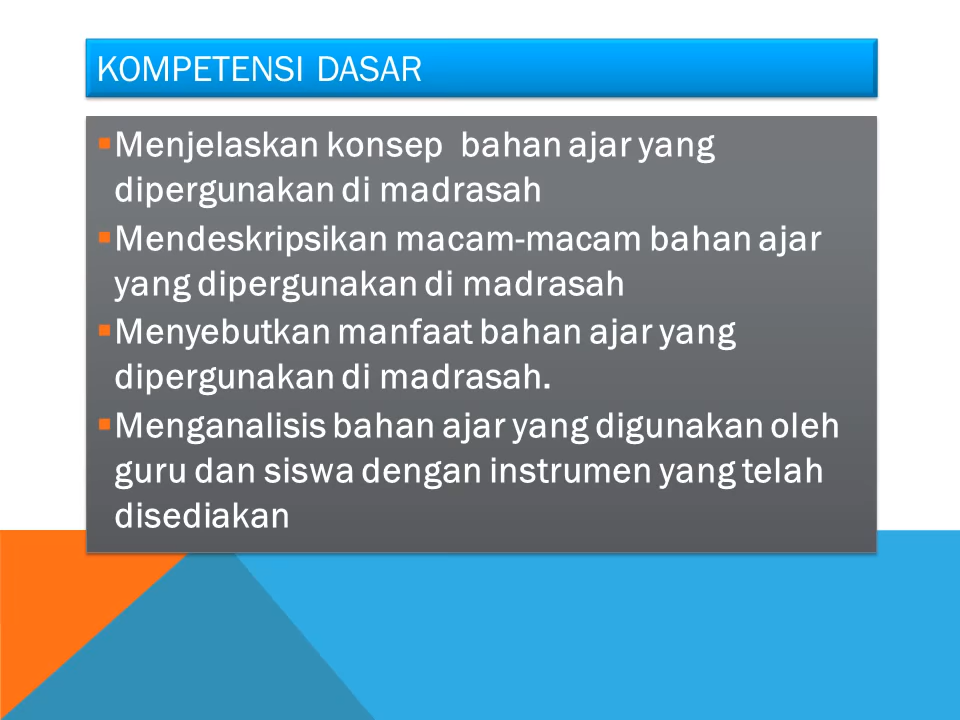 KOMPETENSI DASAR
▪Menjelaskan konsep  bahan ajar yang
dipergunakan di madrasah
▪Mendeskripsikan macam-macam bahan ajar
yang dipergunakan di madrasah
▪Menyebutkan manfaat bahan ajar yang
dipergunakan di madrasah.
▪Menganalisis bahan ajar yang digunakan oleh
guru dan siswa dengan instrumen yang telah
disediakan